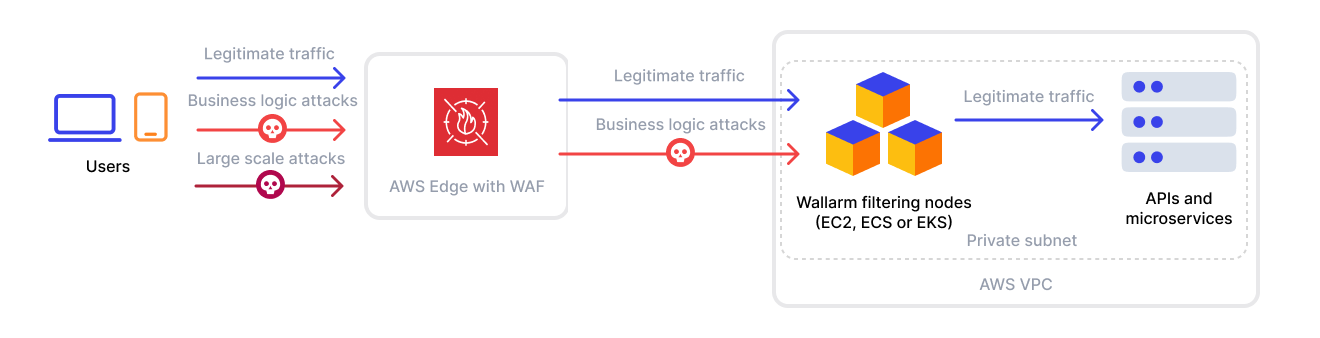 Legitimate traffic
Business logic attacks
Large scale attacks
Users
AWS Edge with WAF
Legitimate traffic
Business logic attacks
Legitimate traffic
Wallarm filtering nodes
(EC2, ECS or EKS)
APIs and
microservices
Private subnet
AWS VPC